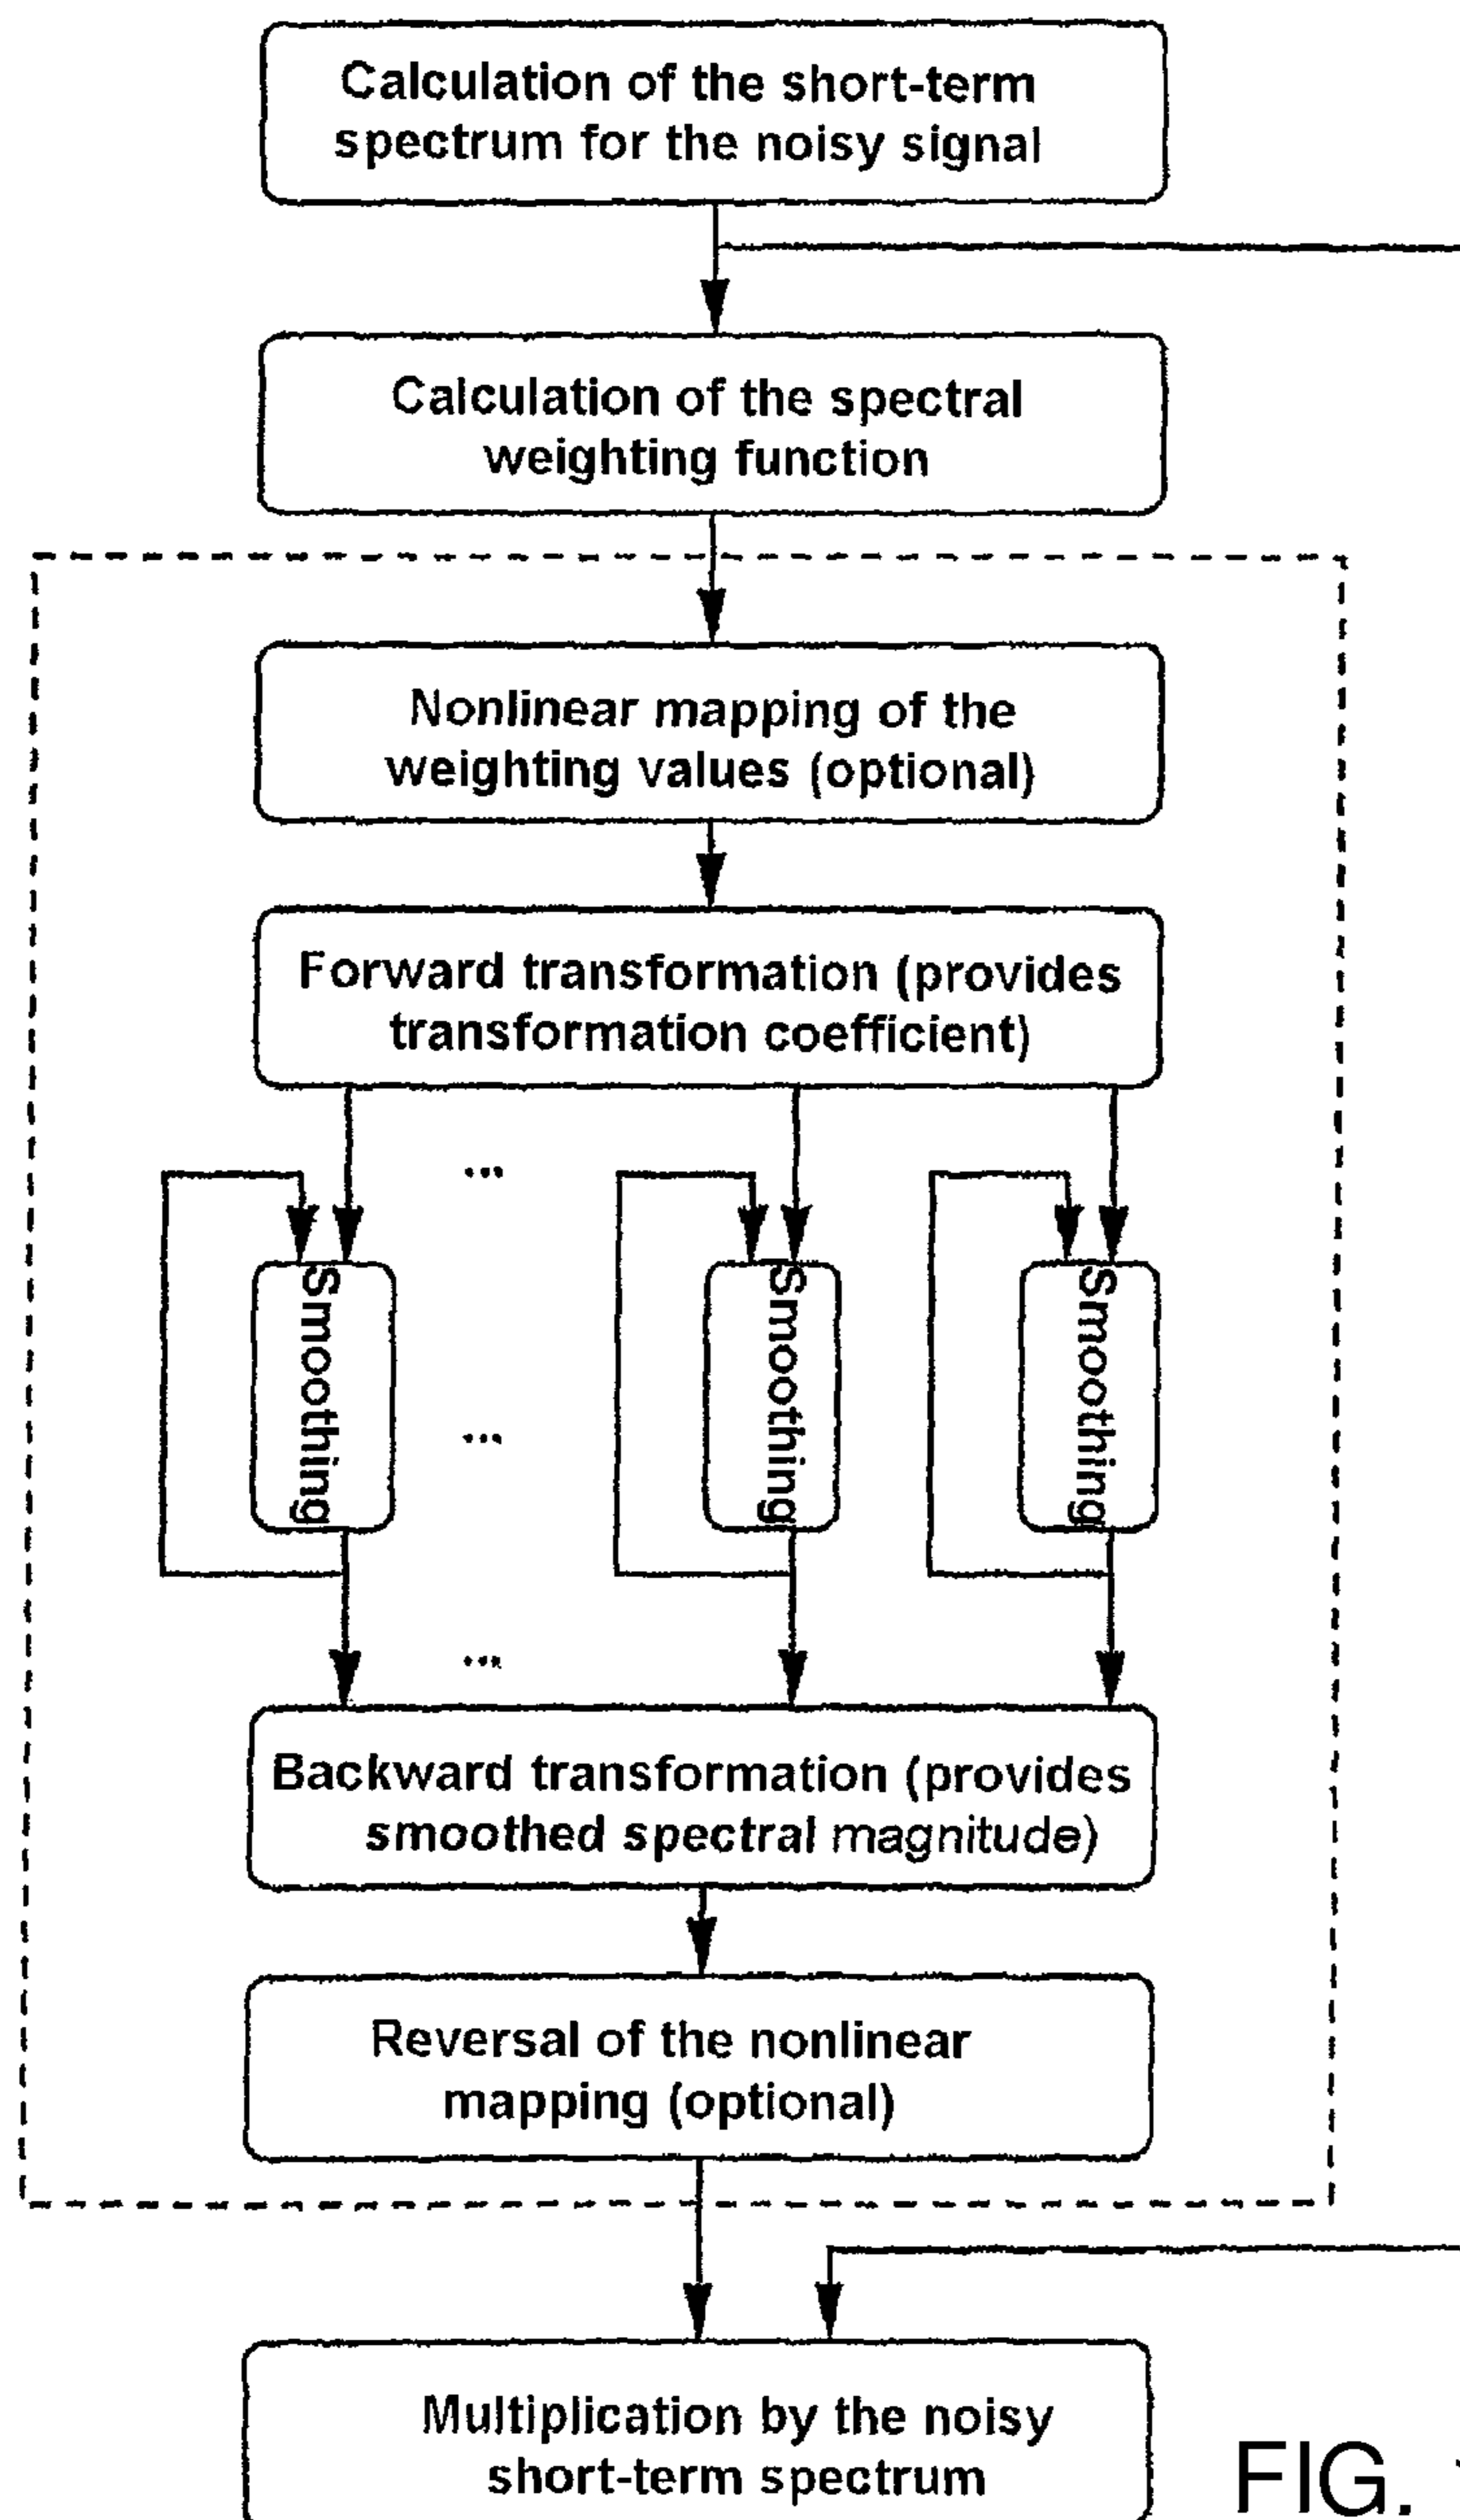 Calculation of the short-term
spectrum for the noisy signal
Calculation of the spectral
weighting function
Nonlinear mapping of the
weighting values (optional)
Forward transformation (provides
transformation coefficient)
...
Smoothing
...
Smoothing
Smoothing
...
Backward transformation (provides
smoothed spectral magnitude)
Reversal of the nonlinear
mapping (optional)
Multiplication by the noisy
short-term spectrum
FIG.